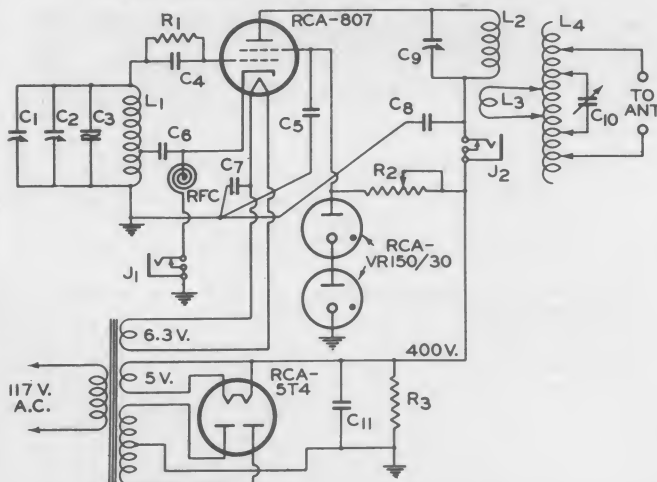 R1
RCA-807
L2
L4
C9
C4
C1
C2
C3
L1
C6
C5
C8
L3
C10
TO
ANT.
C7
RFC
R2
J2
J1
RCA-
VR150/30
6.3 V.
400 V.
117 V.
A.C.
5 V.
RCA-
5T4
C11
R3